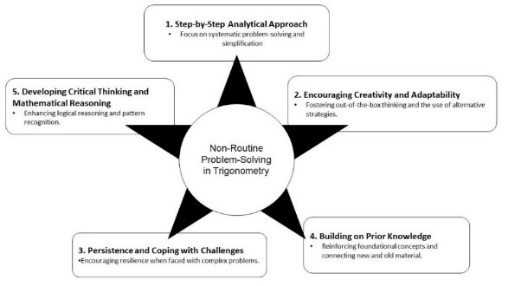 1. Step-by-Step Analytical Approach
• Focus on systematic problem-solving and
simplification
5. Developing Critical Thinking and
Mathematical Reasoning
• Enhancing logical reasoning and pattern
recognition.
2. Encouraging Creativity and Adaptability
• Fostering out-of-the-box thinking and the use of alternative
strategies.
Non-Routine
Problem-Solving
in Trigonometry
3. Persistence and Coping with Challenges
•Encouraging resilience when faced with complex problems.
4. Building on Prior Knowledge
• Reinforcing foundational concepts and
connecting new and old material.